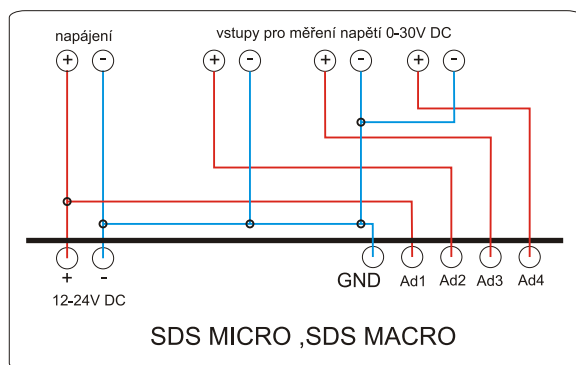 napájení vstupy pro měření napětí 0-30V DC
+ - + - + - + -
+ - GND Ad1 Ad2 Ad3 Ad4
12-24V DC
SDS MICRO ,SDS MACRO